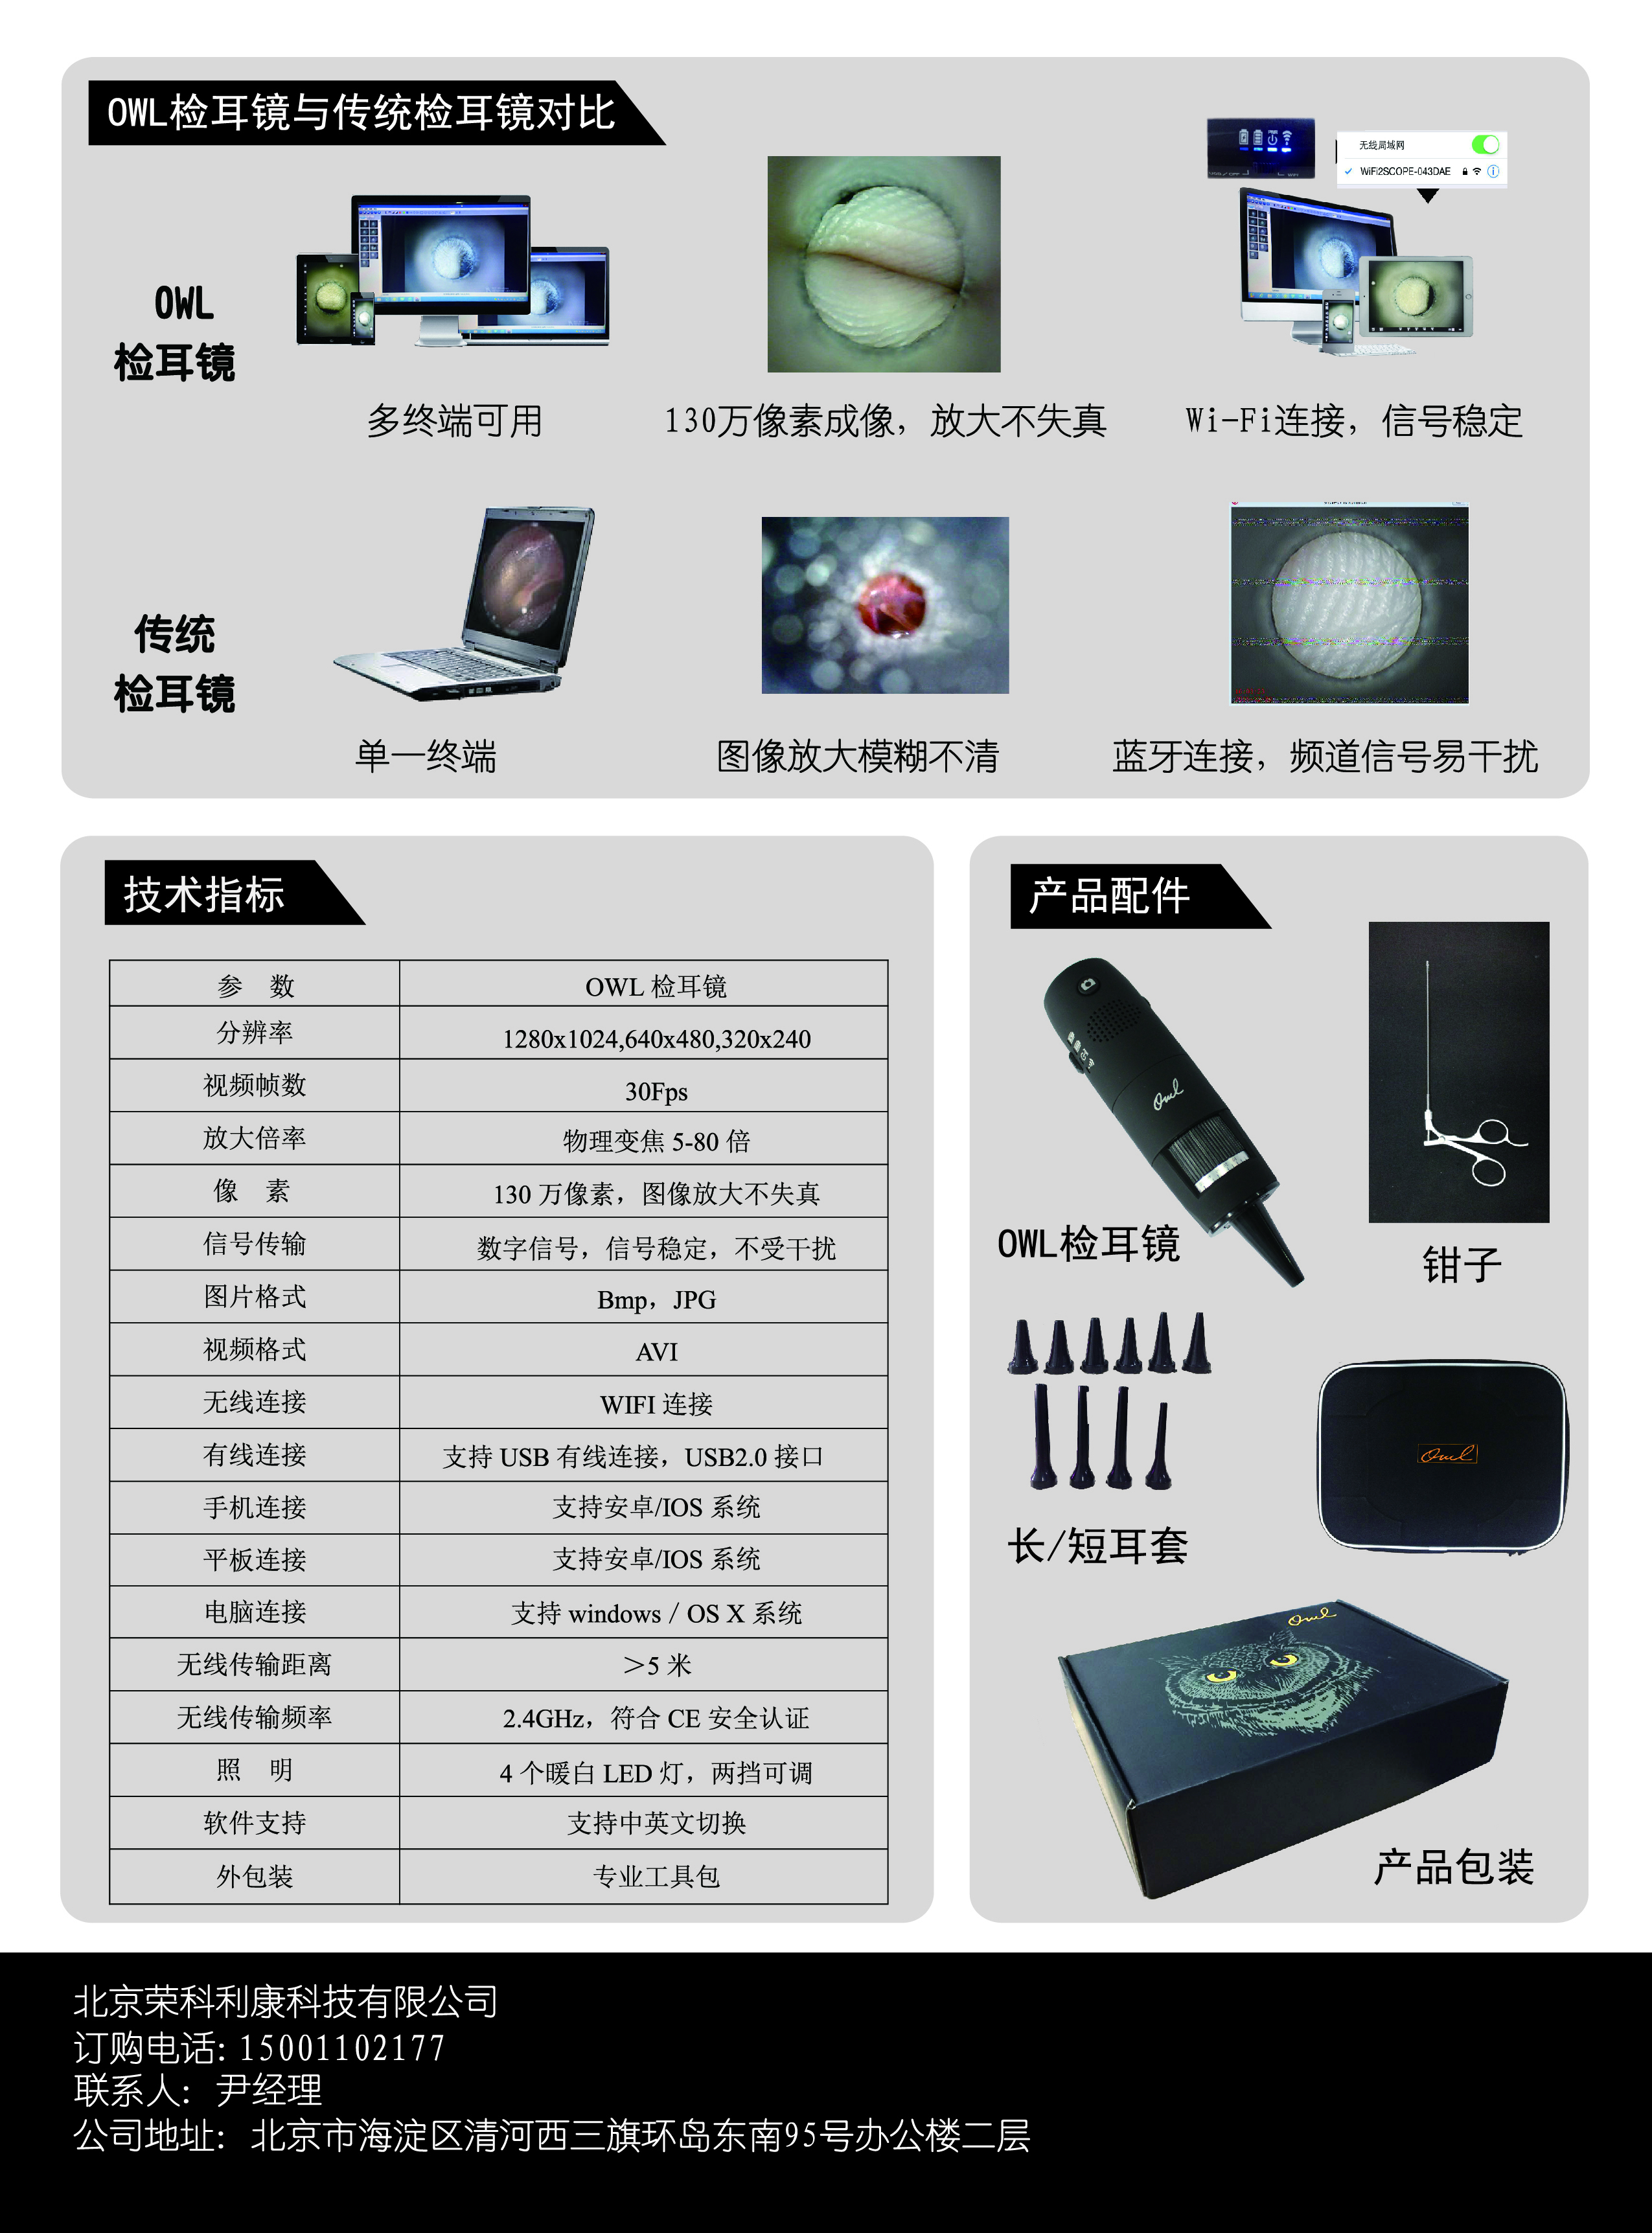 OWL检耳镜与传统检耳镜对比
无线局域网
WiFi2SCOPE-043DAE
OWL
检耳镜
多终端可用
130万像素成像，放大不失真
Wi-Fi连接，信号稳定
传统
检耳镜
单一终端
图像放大模糊不清
蓝牙连接，频道信号易干扰
技术指标
参 数 OWL 检耳镜
分辨率 1280x1024,640x480,320x240
视频帧数 30Fps
放大倍率 物理变焦 5-80 倍
像 素 130 万像素，图像放大不失真
信号传输 数字信号，信号稳定，不受干扰
图片格式 Bmp，JPG
视频格式 AVI
无线连接 WIFI 连接
有线连接 支持 USB 有线连接，USB2.0 接口
手机连接 支持安卓/IOS 系统
平板连接 支持安卓/IOS 系统
电脑连接 支持 windows / OS X 系统
无线传输距离 ＞5 米
无线传输频率 2.4GHz，符合 CE 安全认证
照 明 4 个暖白 LED 灯，两挡可调
软件支持 支持中英文切换
外包装 专业工具包
产品配件
Owl
OWL检耳镜
钳子
长/短耳套
Owl
Owl
产品包装
北京荣科利康科技有限公司
订购电话: 15001102177
联系人: 尹经理
公司地址: 北京市海淀区清河西三旗环岛东南95号办公楼二层